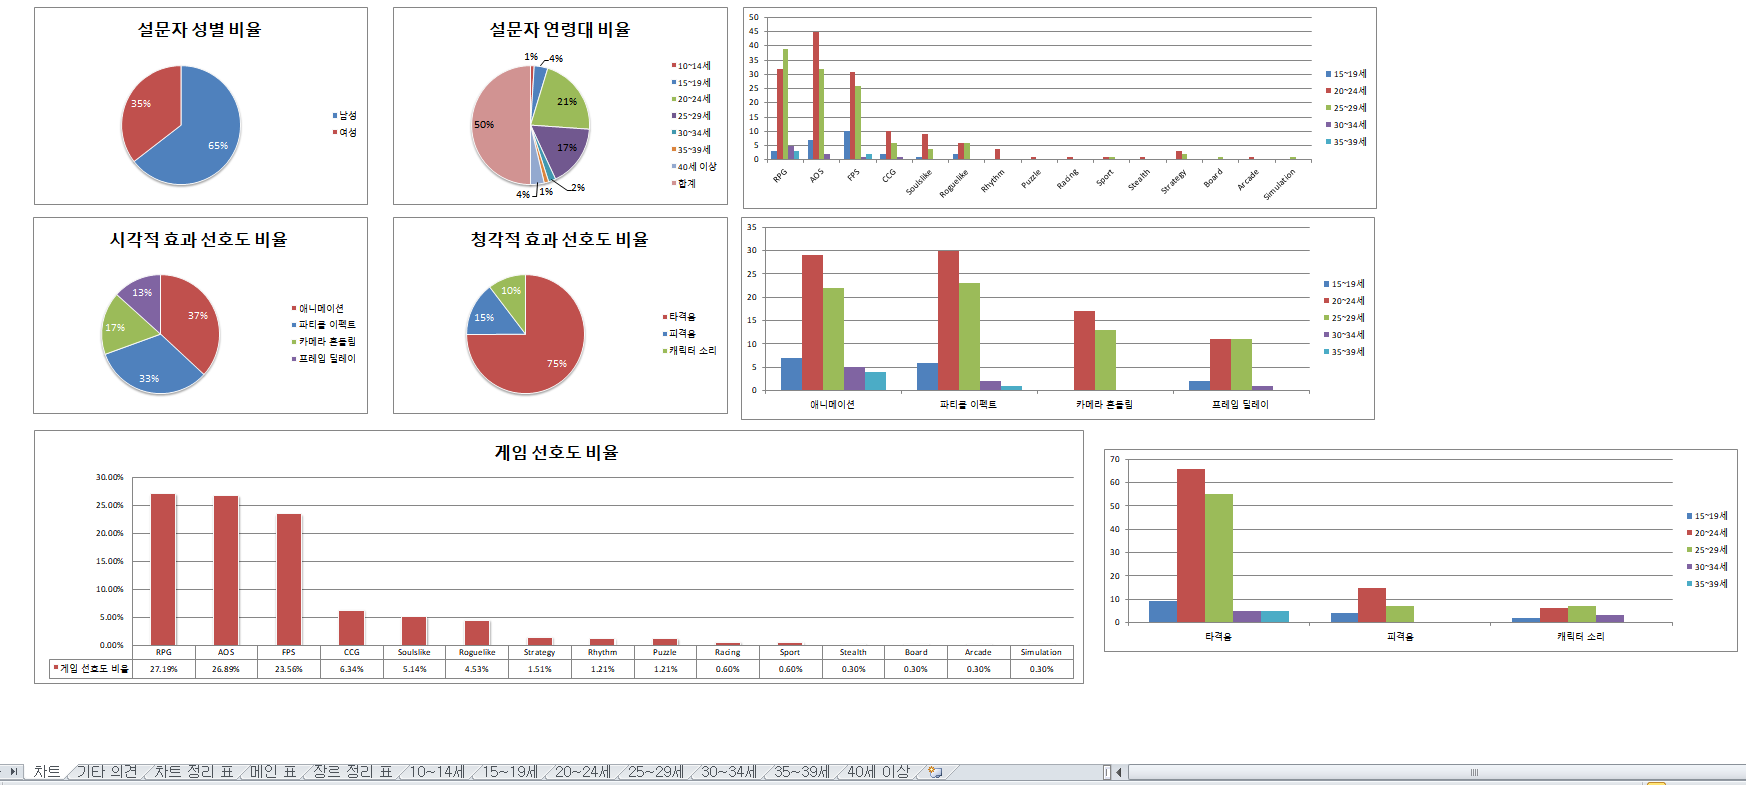 설문자 성별 비율
35%
65%
남성
여성
설문자 연령대 비율
1%
4%
21%
50%
17%
4%
1%
2%
10~14세
15~19세
20~24세
25~29세
30~34세
35~39세
40세 이상
합계
50
45
40
35
30
25
20
15
10
5
0
RPG
AOS
FPS
CCG
Soulslike
Roguelike
Rhythm
Puzzle
Racing
Sport
Stealth
Strategy
Board
Arcade
Simulation
15~19세
20~24세
25~29세
30~34세
35~39세
시각적 효과 선호도 비율
13%
37%
17%
33%
애니메이션
파티클 이펙트
카메라 흔들림
프레임 딜레이
청각적 효과 선호도 비율
10%
15%
75%
타격음
피격음
캐릭터 소리
35
30
25
20
15
10
5
0
애니메이션 파티클 이펙트 카메라 흔들림 프레임 딜레이
15~19세
20~24세
25~29세
30~34세
35~39세
게임 선호도 비율
30.00%
25.00%
20.00%
15.00%
10.00%
5.00%
0.00%
RPG AOS FPS CCG Soulslike Roguelike Strategy Rhythm Puzzle Racing Sport Stealth Board Arcade Simulation
게임 선호도 비율 27.19% 26.89% 23.56% 6.34% 5.14% 4.53% 1.51% 1.21% 1.21% 0.60% 0.60% 0.30% 0.30% 0.30% 0.30%
70
60
50
40
30
20
10
0
타격음 피격음 캐릭터 소리
15~19세
20~24세
25~29세
30~34세
35~39세
차트 기타 의견 차트 정리 표 메인 표 장르 정리 표 10~14세 15~19세 20~24세 25~29세 30~34세 35~39세 40세 이상